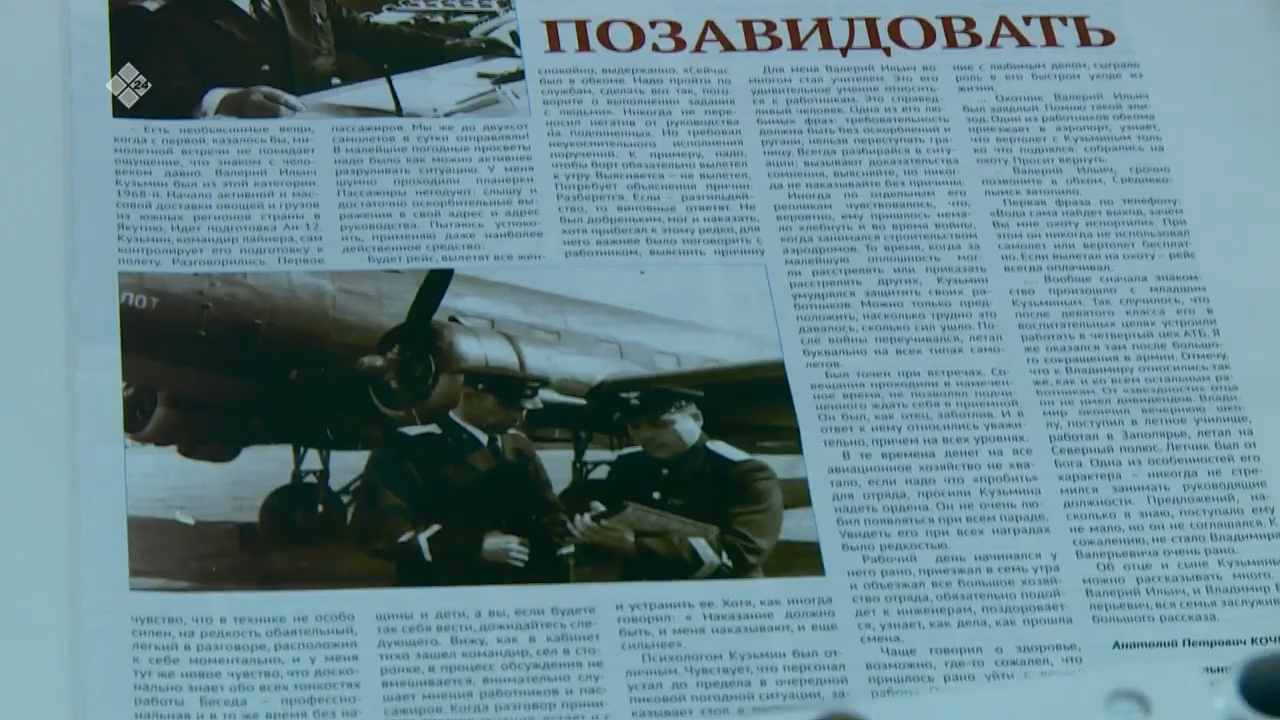 ПОЗАВИДОВАТЬ
24
– Есть необъяснимые вещи,
когда с первой, казалось бы, ми-
молетной встречи не покидает
ощущение, что знаком с чело-
веком давно. Валерий Ильич
Кузьмин был из этой категории.
1968-й. Начало активной и мас-
совой доставки овощей и грузов
из южных регионов страны в
Якутию. Идет подготовка Ан-12.
Кузьмин, командир лайнера, сам
контролирует его подготовку к
полету. Разговорились. Первое
чувство, что в технике не особо
силен, на редкость обаятельный,
легкий в разговоре, расположил
к себе моментально, и у меня
тут же новое чувство, что доско-
нально знает обо всех тонкостях
работы Беседа – профессио-
нальная и в то же время без на-
пассажиров. Мы же до двухсот
самолетов в сутки отправляли!
В малейшие погодные просветы
надо было как можно активнее
разруливать ситуацию. У меня
шумно проходили планерки
Пассажиры негодуют: слышу и
достаточно оскорбительные вы-
ражения в свой адрес и адрес
руководства. Пытаюсь успоко-
ить, применяю даже наиболее
действенное средство:
Будет рейс, вылетят все жен-
щины и дети, а вы, если будете
так себя вести, дожидайтесь сле-
дующего. Вижу, как в кабинет
тихо зашел командир, сел в сто-
ронке, в процесс обсуждения не
вмешивается, внимательно слу-
шает мнения работников и пас-
сажиров. Когда разговор прини-
спокойно, выдержанно. «Сейчас
был в обкоме. Надо пройти по
службам, сделать вот так, пого-
ворите о выполнении задания
с людьми». Никогда не пере-
носил негатив от руководства
на подчиненных. Но требовал
неукоснительного исполнения
поручений. К примеру, надо,
чтобы борт обязательно вылетел
к утру Выясняется – не вылетел.
Потребует объяснения причин.
Разберется. Если – разгильдяй-
ство, то виновные ответят. Не
был добреньким, мог и наказать,
хотя прибегал к этому редко, для
него важнее было поговорить с
работником, выяснить причину
и устранить ее. Хотя, как иногда
говорил: « Наказание должно
быть, и меня наказывают, и еще
сильнее».
Психологом Кузьмин был от-
личным. Чувствует, что персонал
устал до предела в очередной
пиковой погодной ситуации, за-
казывает стол
Для меня Валерий Ильич во
многом стал учителем. Это его
удивительное умение относить-
ся к работникам. Это справед-
ливый человек. Одна из его лю-
бимых фраз: требовательность
должна быть без оскорблений и
ругани, нельзя переступать гра-
ницу. Всегда разбирайся в ситу-
ации: вызывают доказательства
сомнения, выясняйте, но никог-
да не наказывайте без причины.
Иногда по отдельным его
репликам чувствовалось, что,
вероятно, ему пришлось нема-
ло хлебнуть и во время войны,
когда занимался строительством
аэродромов. То время, когда за
малейшую оплошность мог-
ли расстрелять или приказать
расстрелять других, Кузьмин
умудрялся защитить своих ра-
ботников. Можно только пред-
положить, насколько трудно это
давалось, сколько сил ушло. По-
сле войны переучивался, летал
буквально на всех типах само-
летов.
Был точен при встречах. Со-
вещания проходили в намечен-
ное время, не позволял подчи-
ненного ждать себя в приемной.
Он был, как отец, заботлив. И в
ответ к нему относились уважи-
тельно, причем на всех уровнях.
В те времена денег на все
авиационное хозяйство не хва-
тало, если надо что «пробить»
для отряда, просили Кузьмина
надеть ордена. Он не очень лю-
бил появляться при всем параде.
Увидеть его при всех наградах
было редкостью.
Рабочий день начинался у
него рано, приезжал в семь утра
и объезжал все большое хозяй-
ство отряда, обязательно подой-
дет к инженерам, поздоровает-
ся, узнает, как дела, как прошла
смена.
Чаще говорил о здоровье,
возможно, где-то сожалел, что
пришлось рано уйти с
ние с любимым делом, сыграло
роль в его быстром уходе из
жизни.
... Охотник Валерий Ильич
был заядлый Помню такой эпи-
зод. Один из работников обкома
приезжает в аэропорт, узнает,
что вертолет с Кузьминым толь-
ко что поднялся, собрались на
охоту. Просит вернуть.
– Валерий Ильич, срочно
позвоните в обком, Среднеко-
лымск затопило.
Первая фраза по телефону:
«Вода сама найдет выход, зачем
Вы мне охоту испортили». При
этом он никогда не использовал
самолет или вертолет бесплат-
но. Если вылетал на охоту – рейс
всегда оплачивал.
... Вообще сначала знаком-
ство произошло с младшим
Кузьминым. Так случилось, что
после девятого класса его в
воспитательных целях устроили
работать в четвертый цех АТБ. Я
же оказался там после большо-
го сокращения в армии. Отмечу,
что к Владимиру относились так
же, как и ко всем остальным ра-
ботникам. От «звездности» отца
он не имел дивидендов. Влади-
мир окончил вечернюю шко-
лу, поступил в летное училище,
работал в Заполярье, летал на
Северный полюс. Летчик был от
Бога. Одна из особенностей его
характера – никогда не стре-
мился занимать руководящие
должности. Предложений, на-
сколько я знаю, поступало ему
не мало, но он не соглашался. К
сожалению, не стало Владимира
Валерьевича очень рано.
Об отце и сыне Кузьминых
можно рассказывать много.
Валерий Ильич, и Владимир
лерьевич, вся семья заслужив
большого рассказа.
Анатолий Петрович
ЛОТ